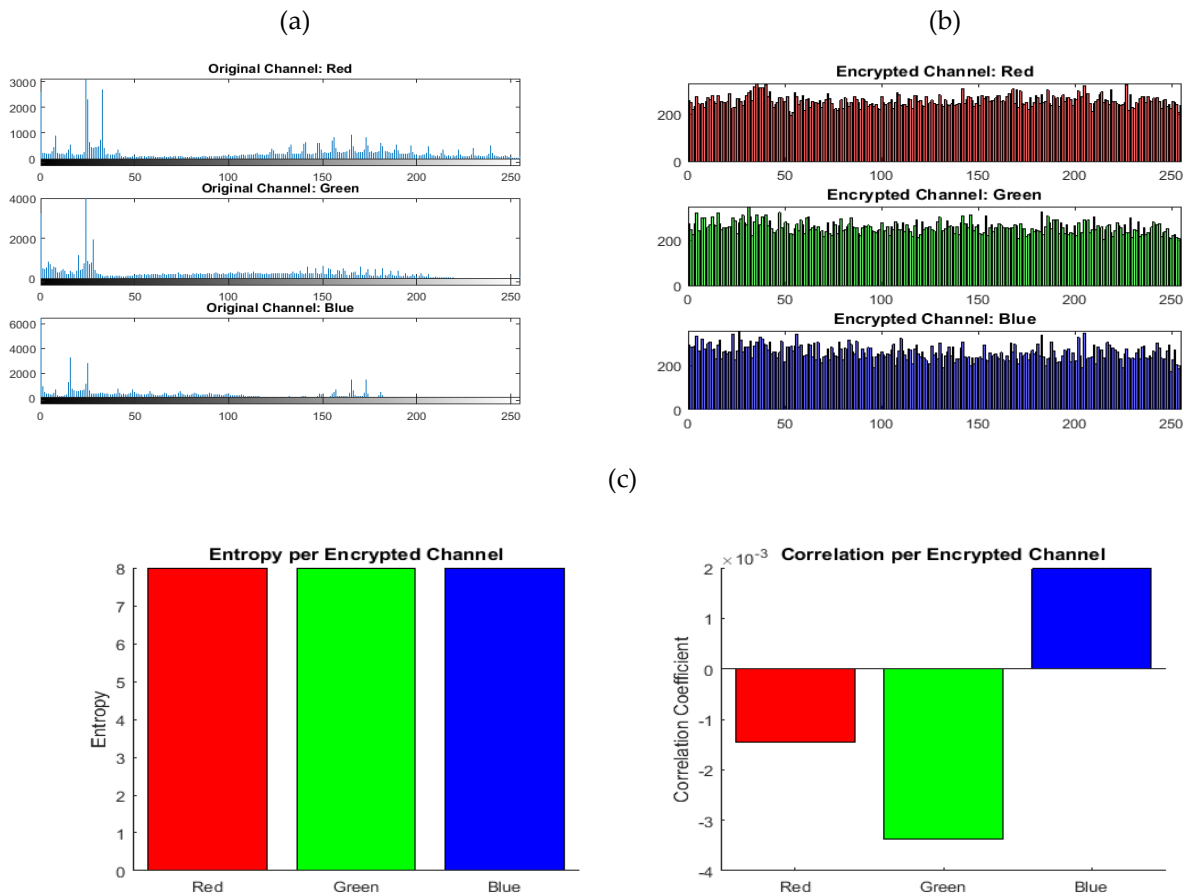 (a)
Original Channel: Red
3000
2000
1000
0
0 50 100 150 200 250
Original Channel: Green
4000
2000
0
0 50 100 150 200 250
Original Channel: Blue
6000
4000
2000
0
0 50 100 150 200 250
(b)
Encrypted Channel: Red
200
0
0 50 100 150 200 250
Encrypted Channel: Green
200
0
0 50 100 150 200 250
Encrypted Channel: Blue
200
0
0 50 100 150 200 250
(c)
Entropy per Encrypted Channel
Entropy
8
7
6
5
4
3
2
1
0
Red Green Blue
× 10⁻³
Correlation per Encrypted Channel
Correlation Coefficient
2
1
0
-1
-2
-3
-4
Red Green Blue